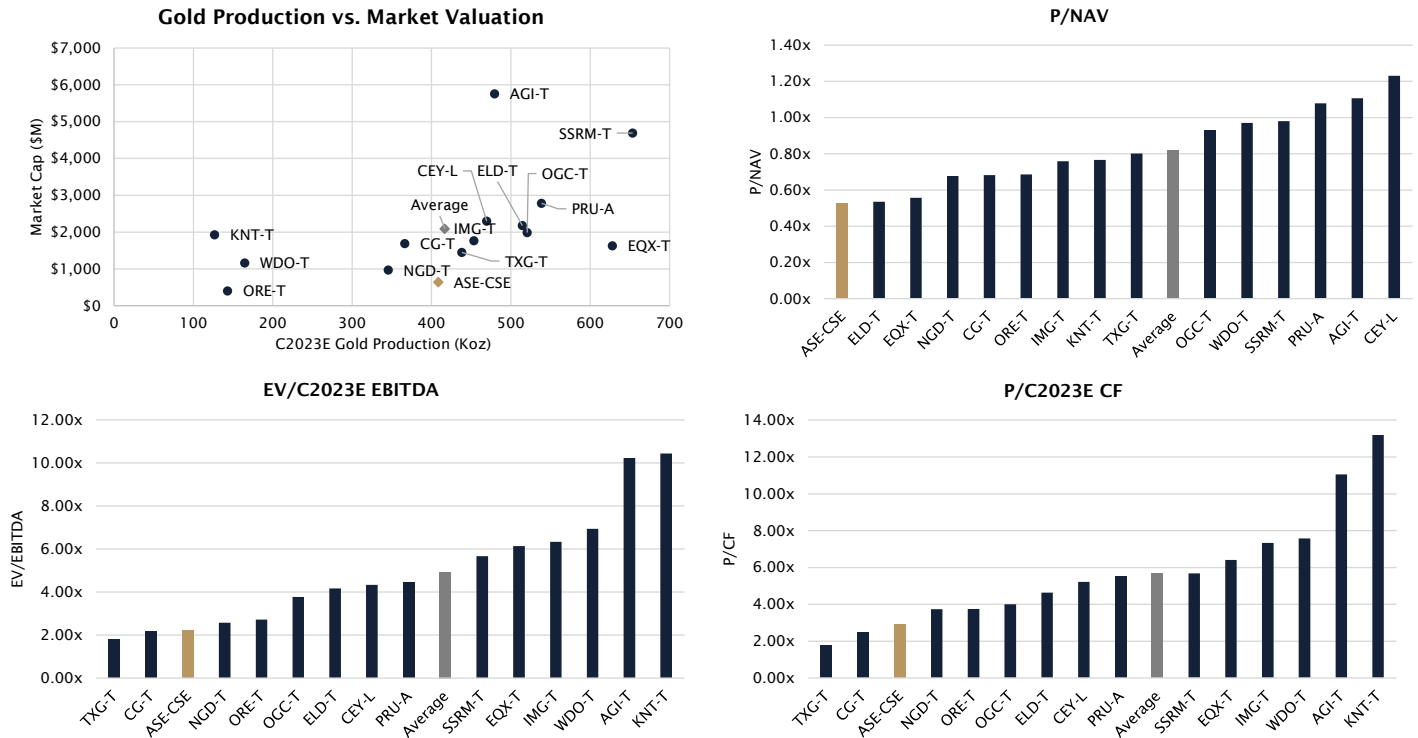 Gold Production vs. Market Valuation
$7,000
$6,000
$5,000
$4,000
$3,000
$2,000
$1,000
$0
Market Cap ($M)
AGI-T
SSRM-T
CEY-L
ELD-T
OGC-T
Average
PRU-A
KNT-T
IMG-T
CG-T
EQX-T
WDO-T
TXG-T
NGD-T
ASE-CSE
ORE-T
0 100 200 300 400 500 600 700
C2023E Gold Production (Koz)
P/NAV
1.40x
1.20x
1.00x
0.80x
0.60x
0.40x
0.20x
0.00x
P/NAV
ASE-CSE
ELD-T
EQX-T
NGD-T
CG-T
ORE-T
IMG-T
KNT-T
TXG-T
Average
OGC-T
WDO-T
SSRM-T
PRU-A
AGI-T
CEY-L
EV/C2023E EBITDA
12.00x
10.00x
8.00x
6.00x
4.00x
2.00x
0.00x
EV/EBITDA
TXG-T
CG-T
ASE-CSE
NGD-T
ORE-T
OGC-T
ELD-T
CEY-L
PRU-A
Average
SSRM-T
EQX-T
IMG-T
WDO-T
AGI-T
KNT-T
P/C2023E CF
14.00x
12.00x
10.00x
8.00x
6.00x
4.00x
2.00x
0.00x
P/CF
TXG-T
CG-T
ASE-CSE
NGD-T
ORE-T
OGC-T
ELD-T
CEY-L
PRU-A
Average
SSRM-T
EQX-T
IMG-T
WDO-T
AGI-T
KNT-T